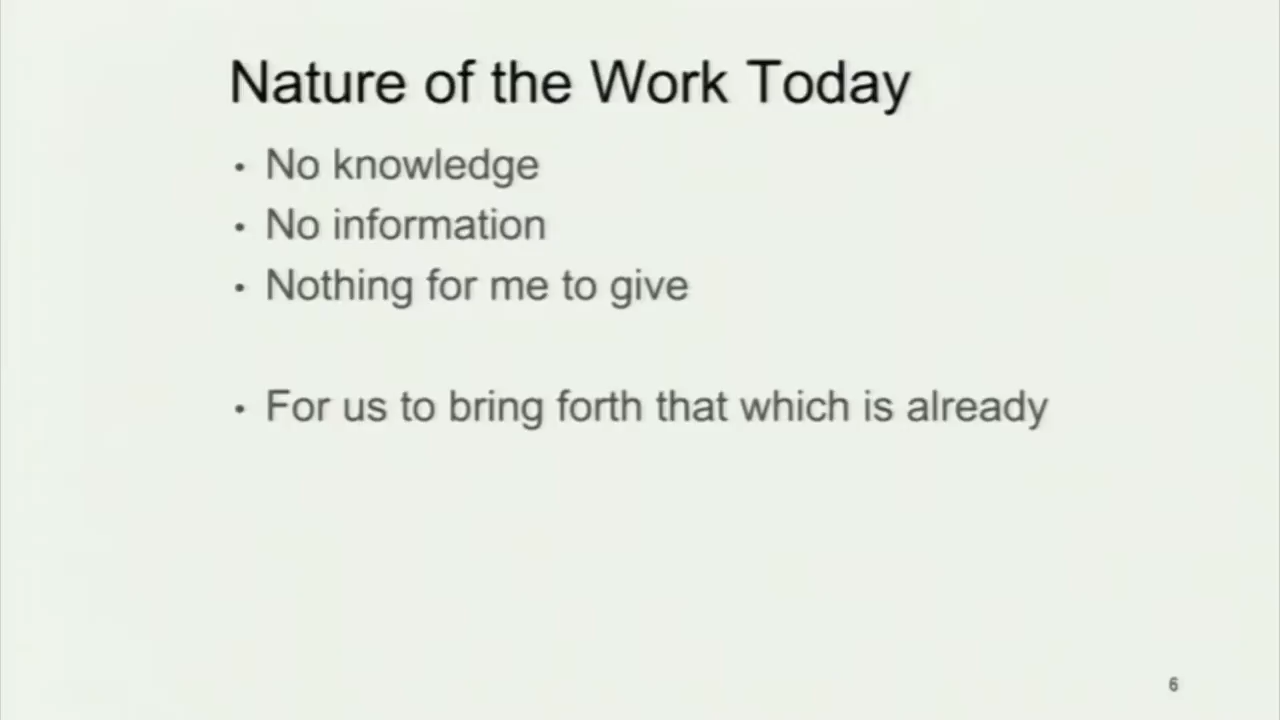 Nature of the Work Today
• No knowledge
• No information
• Nothing for me to give
• For us to bring forth that which is already
6